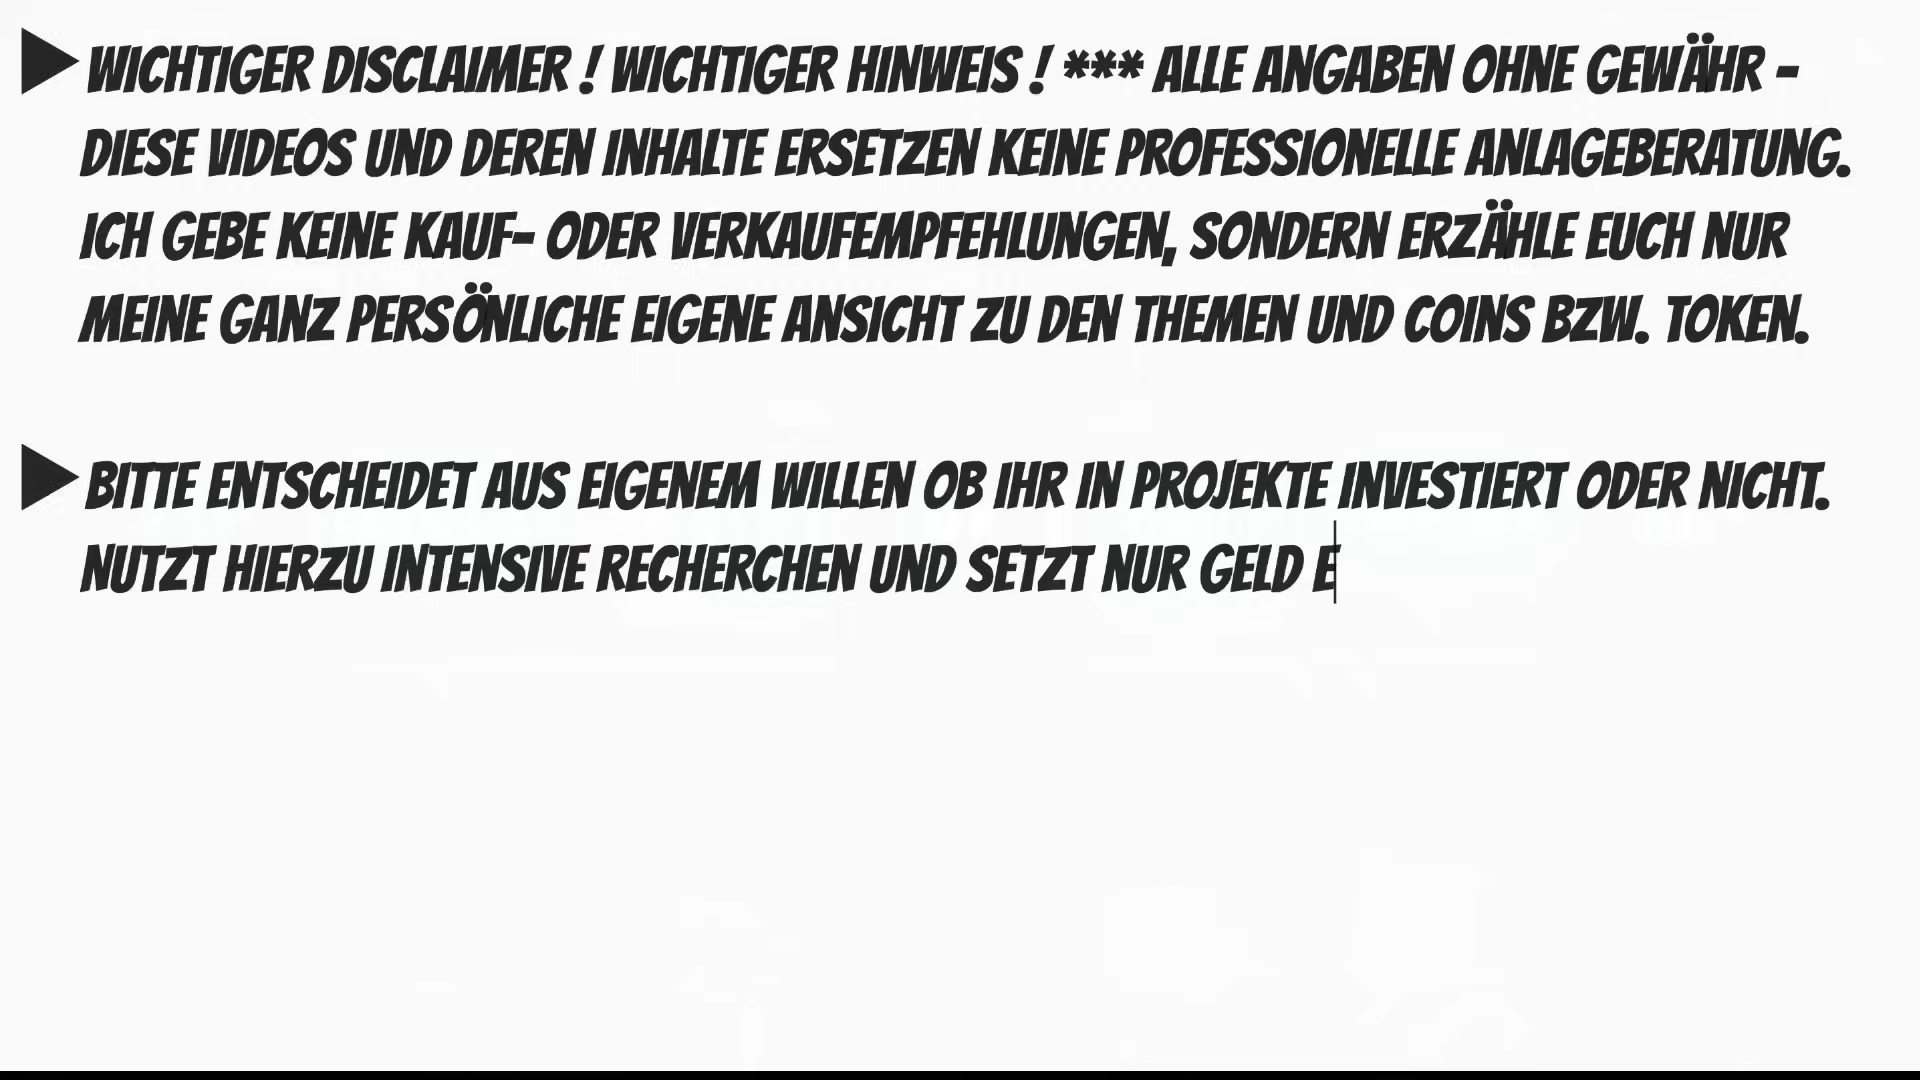 ▶ WICHTIGER DISCLAIMER ! WICHTIGER HINWEIS ! *** ALLE ANGABEN OHNE GEWÄHR -
DIESE VIDEOS UND DEREN INHALTE ERSETZEN KEINE PROFESSIONELLE ANLAGEBERATUNG.
ICH GEBE KEINE KAUF- ODER VERKAUFEMPFEHLUNGEN, SONDERN ERZÄHLE EUCH NUR
MEINE GANZ PERSÖNLICHE EIGENE ANSICHT ZU DEN THEMEN UND COINS BZW. TOKEN.
▶ BITTE ENTSCHEIDET AUS EIGENEM WILLEN OB IHR IN PROJEKTE INVESTIERT ODER NICHT.
NUTZT HIERZU INTENSIVE RECHERCHEN UND SETZT NUR GELD E